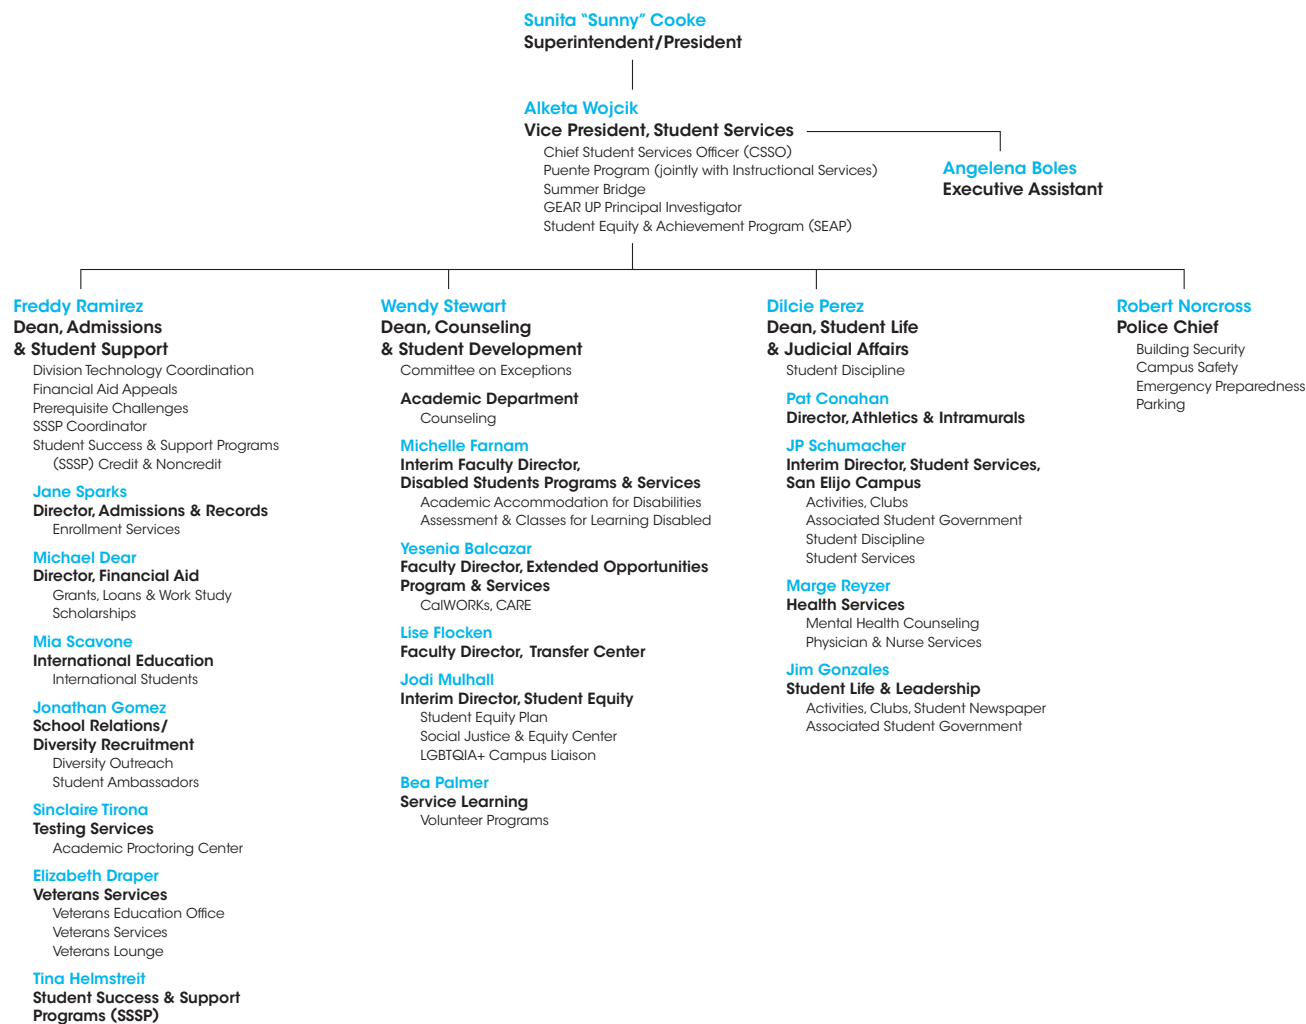 Sunita “Sunny” Cooke
Superintendent/President
Alketa Wojcik
Vice President, Student Services
Chief Student Services Officer (CSSO)
Puente Program (jointly with Instructional Services)
Summer Bridge
GEAR UP Principal Investigator
Student Equity & Achievement Program (SEAP)
Angelena Boles
Executive Assistant
Freddy Ramirez
Dean, Admissions
& Student Support
Division Technology Coordination
Financial Aid Appeals
Prerequisite Challenges
SSSP Coordinator
Student Success & Support Programs
(SSSP) Credit & Noncredit
Jane Sparks
Director, Admissions & Records
Enrollment Services
Michael Dear
Director, Financial Aid
Grants, Loans & Work Study
Scholarships
Mia Scavone
International Education
International Students
Jonathan Gomez
School Relations/
Diversity Recruitment
Diversity Outreach
Student Ambassadors
Sinclaire Tirona
Testing Services
Academic Proctoring Center
Elizabeth Draper
Veterans Services
Veterans Education Office
Veterans Services
Veterans Lounge
Tina Helmstreit
Student Success & Support
Programs (SSSP)
Wendy Stewart
Dean, Counseling
& Student Development
Committee on Exceptions
Academic Department
Counseling
Michelle Farnam
Interim Faculty Director,
Disabled Students Programs & Services
Academic Accommodation for Disabilities
Assessment & Classes for Learning Disabled
Yesenia Balcazar
Faculty Director, Extended Opportunities
Program & Services
CalWORKs, CARE
Lise Flocken
Faculty Director, Transfer Center
Jodi Mulhall
Interim Director, Student Equity
Student Equity Plan
Social Justice & Equity Center
LGBTQIA+ Campus Liaison
Bea Palmer
Service Learning
Volunteer Programs
Dilcie Perez
Dean, Student Life
& Judicial Affairs
Student Discipline
Pat Conahan
Director, Athletics & Intramurals
JP Schumacher
Interim Director, Student Services,
San Elijo Campus
Activities, Clubs
Associated Student Government
Student Discipline
Student Services
Marge Reyzer
Health Services
Mental Health Counseling
Physician & Nurse Services
Jim Gonzales
Student Life & Leadership
Activities, Clubs, Student Newspaper
Associated Student Government
Robert Norcross
Police Chief
Building Security
Campus Safety
Emergency Preparedness
Parking